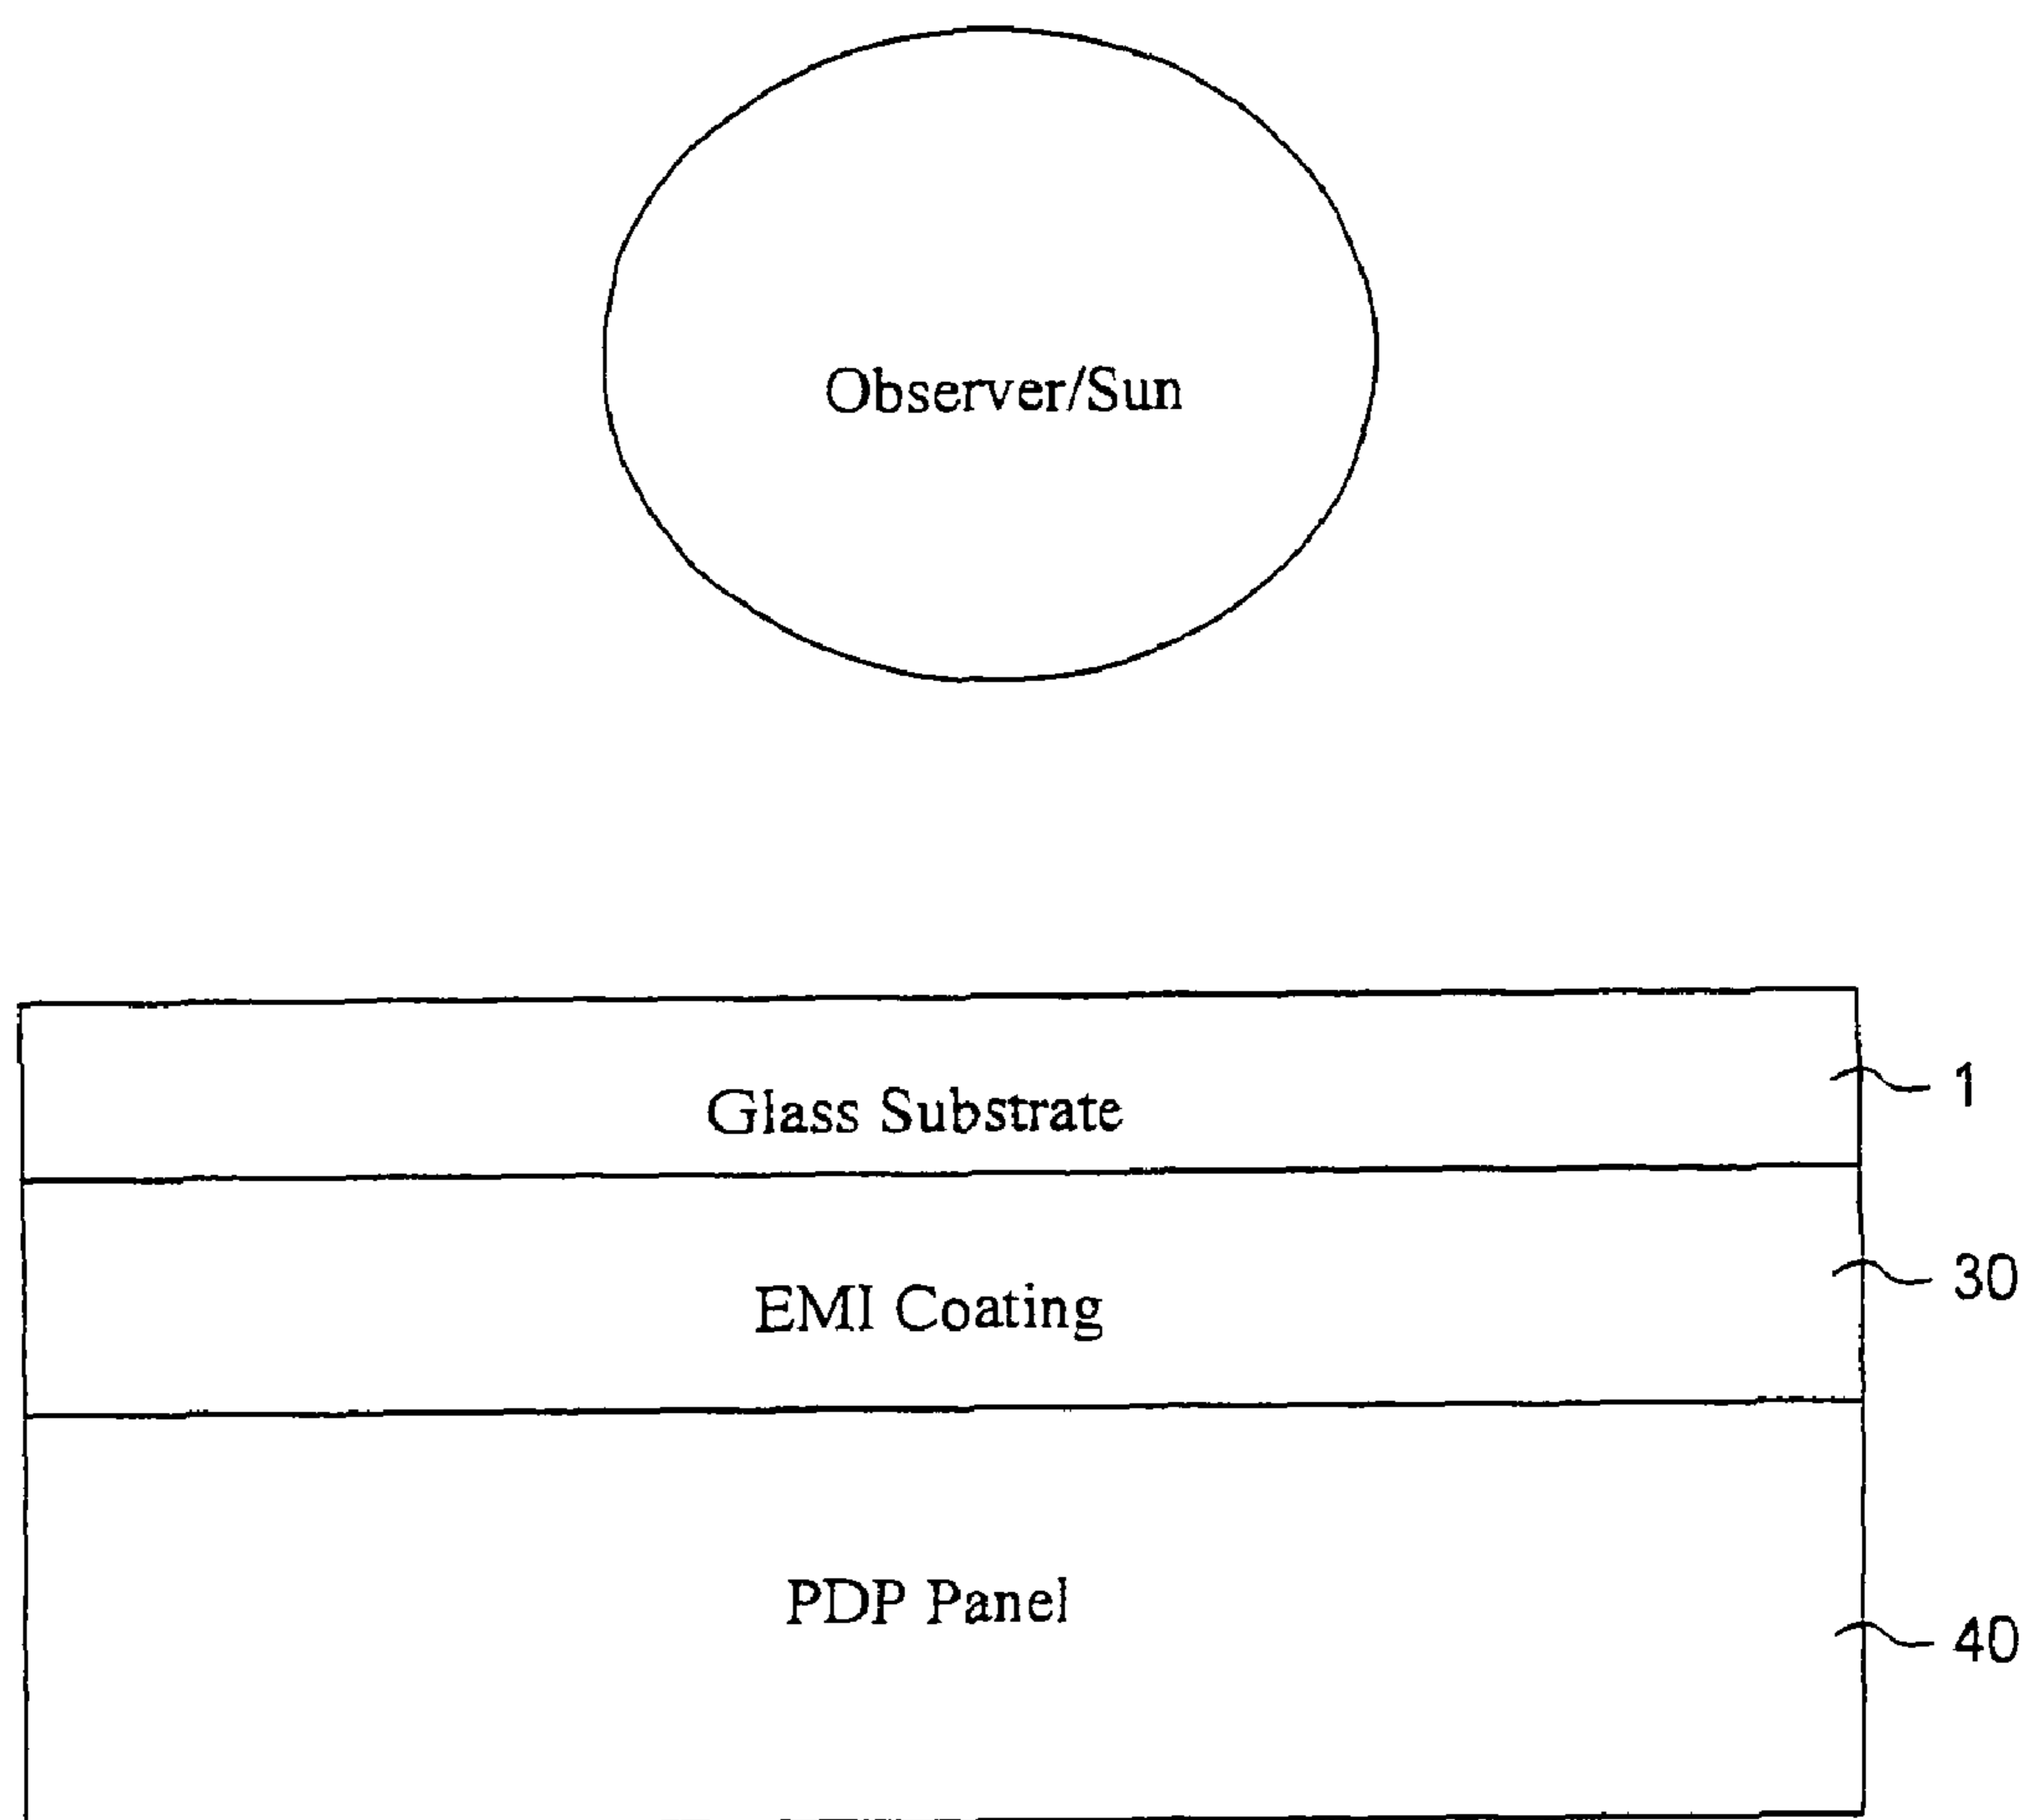 Observer/Sun
Glass Substrate 1
EMI Coating 30
PDP Panel 40